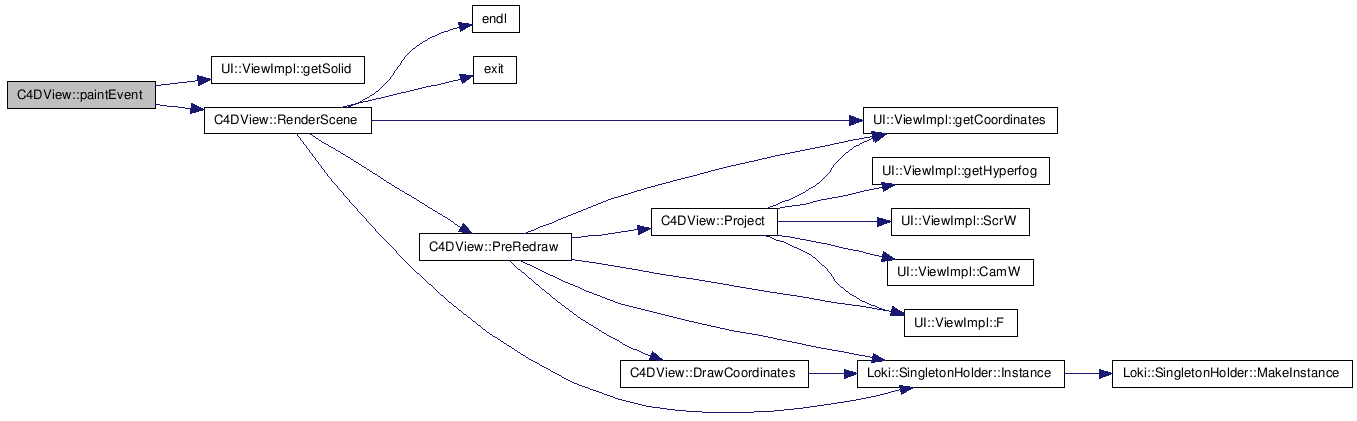 endl
UI::ViewImpl::getSolid
exit
C4DView::paintEvent
C4DView::RenderScene
UI::ViewImpl::getCoordinates
UI::ViewImpl::getHyperfog
C4DView::Project
UI::ViewImpl::ScrW
C4DView::PreRedraw
UI::ViewImpl::CamW
UI::ViewImpl::F
C4DView::DrawCoordinates
Loki::SingletonHolder::Instance
Loki::SingletonHolder::MakeInstance